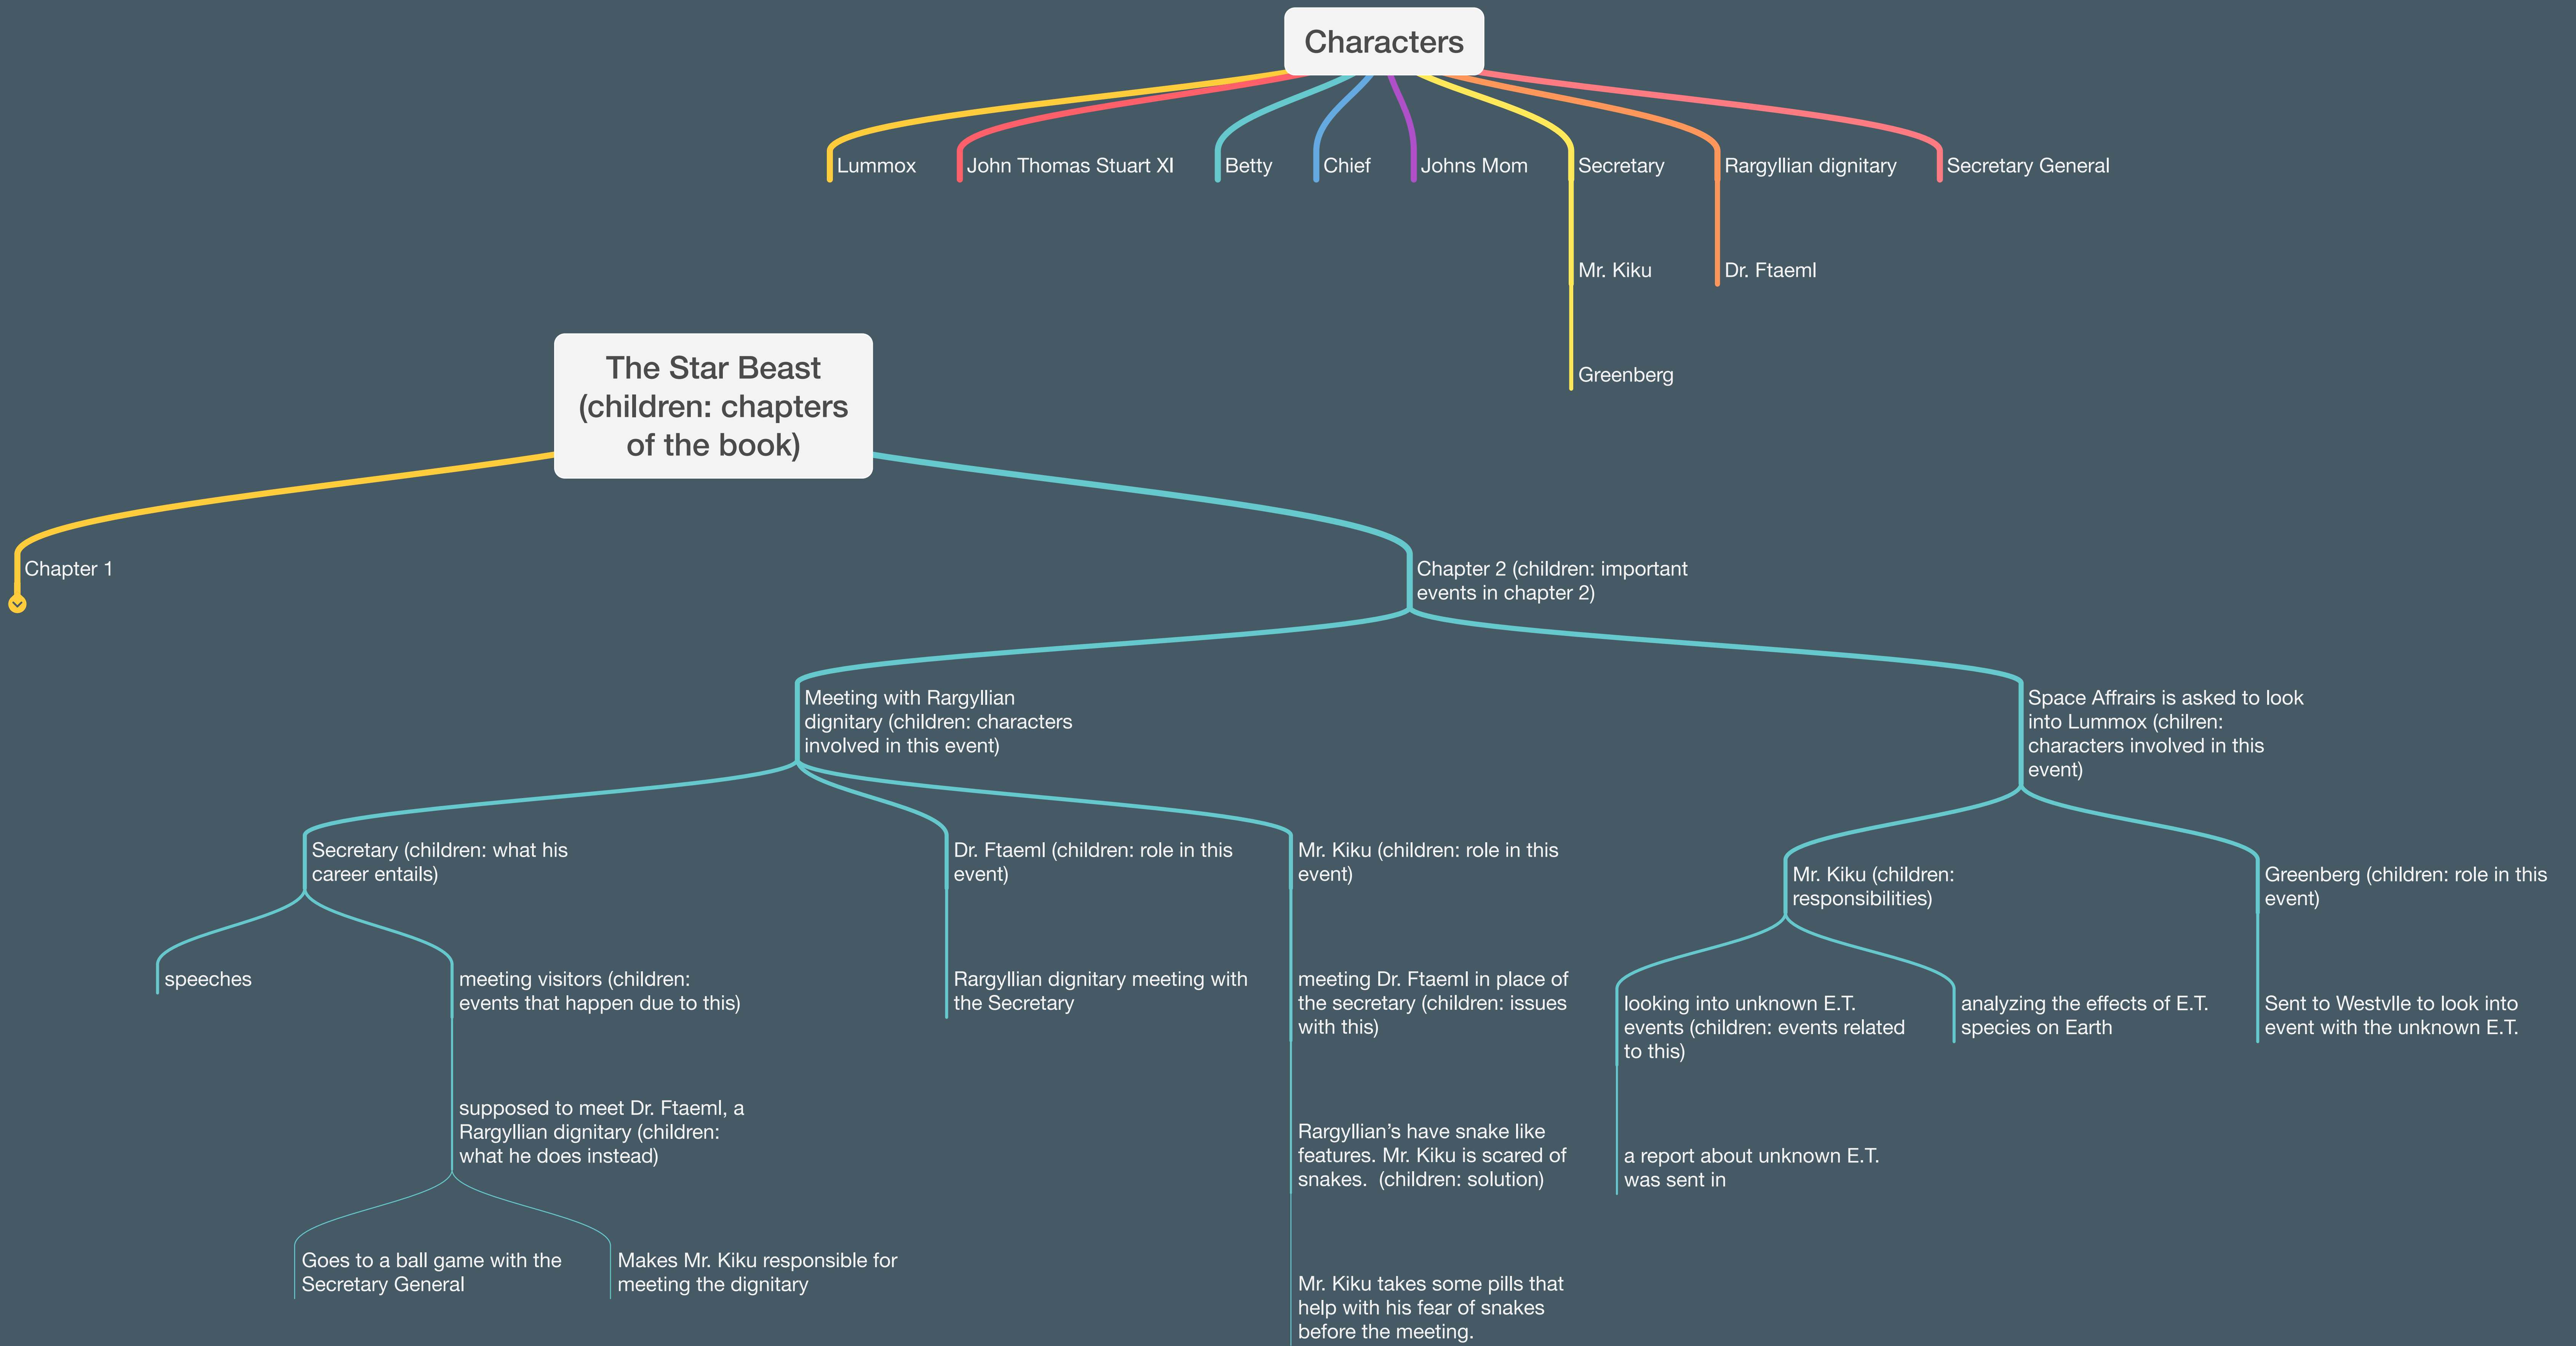 Characters
Lummox
John Thomas Stuart XI
Betty
Chief
Johns Mom
Secretary
Rargyllian dignitary
Secretary General
Mr. Kiku
Dr. Ftaeml
Greenberg
The Star Beast
(children: chapters
of the book)
Chapter 1
Chapter 2 (children: important
events in chapter 2)
Meeting with Rargyllian
dignitary (children: characters
involved in this event)
Space Affrairs is asked to look
into Lummox (chilren:
characters involved in this
event)
Secretary (children: what his
career entails)
Dr. Ftaeml (children: role in this
event)
Mr. Kiku (children: role in this
event)
Mr. Kiku (children:
responsibilities)
Greenberg (children: role in this
event)
speeches
meeting visitors (children:
events that happen due to this)
Rargyllian dignitary meeting with
the Secretary
meeting Dr. Ftaeml in place of
the secretary (children: issues
with this)
looking into unknown E.T.
events (children: events related
to this)
analyzing the effects of E.T.
species on Earth
Sent to Westvlle to look into
event with the unknown E.T.
supposed to meet Dr. Ftaeml, a
Rargyllian dignitary (children:
what he does instead)
Rargyllian’s have snake like
features. Mr. Kiku is scared of
snakes.  (children: solution)
a report about unknown E.T.
was sent in
Goes to a ball game with the
Secretary General
Makes Mr. Kiku responsible for
meeting the dignitary
Mr. Kiku takes some pills that
help with his fear of snakes
before the meeting.